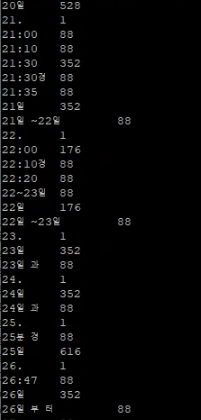 20일 528
21. 1
21:00 88
21:10 88
21:30 352
21:30경 88
21:35 88
21일 352
21일 ~22일 88
22. 1
22:00 176
22:10경 88
22:20 88
22~23일 88
22일 176
22일 ~23일 88
23. 1
23일 352
23일 과 88
24. 1
24일 352
24일 과 88
25. 1
25분 경 88
25일 616
26. 1
26:47 88
26일 352
26일 부 터 88